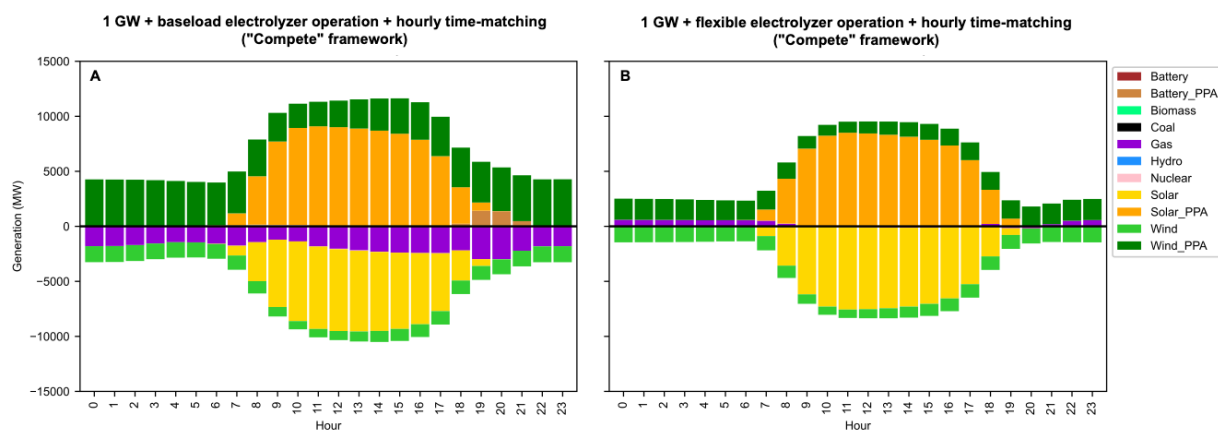 1 GW + baseload electrolyzer operation + hourly time-matching
("Compete" framework)
1 GW + flexible electrolyzer operation + hourly time-matching
("Compete" framework)
A
B
15000
10000
5000
0
−5000
−10000
−15000
Generation (MW)
0 1 2 3 4 5 6 7 8 9 10 11 12 13 14 15 16 17 18 19 20 21 22 23
Hour
0 1 2 3 4 5 6 7 8 9 10 11 12 13 14 15 16 17 18 19 20 21 22 23
Hour
Battery
Battery_PPA
Biomass
Coal
Gas
Hydro
Nuclear
Solar
Solar_PPA
Wind
Wind_PPA